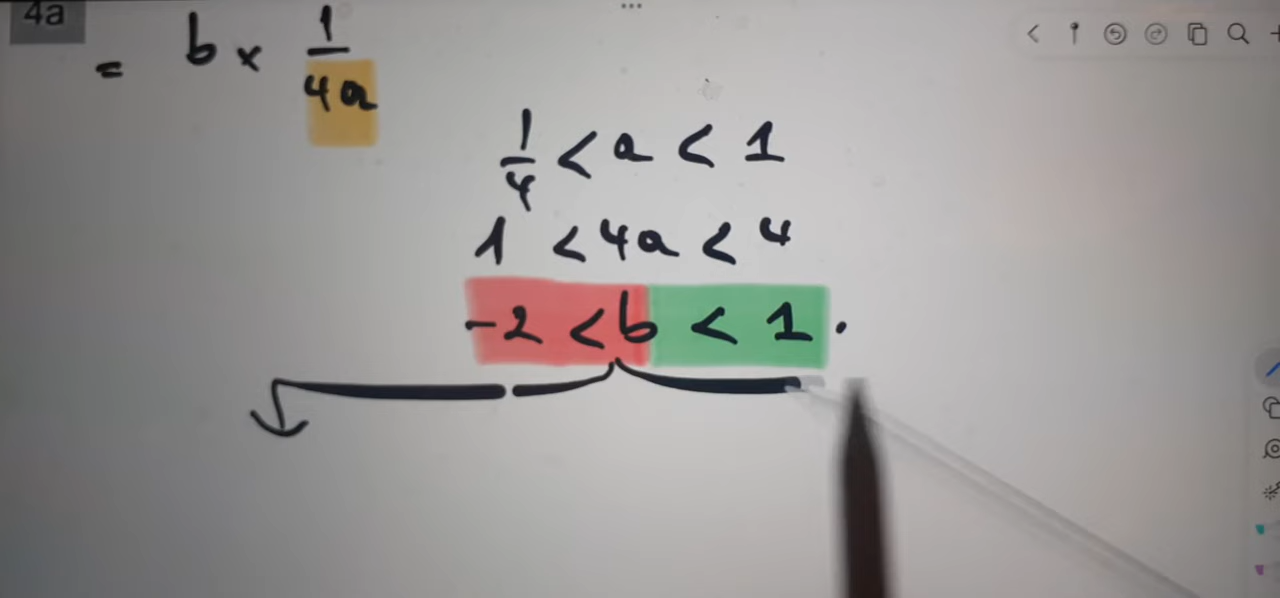 4a
= b × 1/4a
1/4 < a < 1
1 < 4a < 4
-2 < b < 1 .